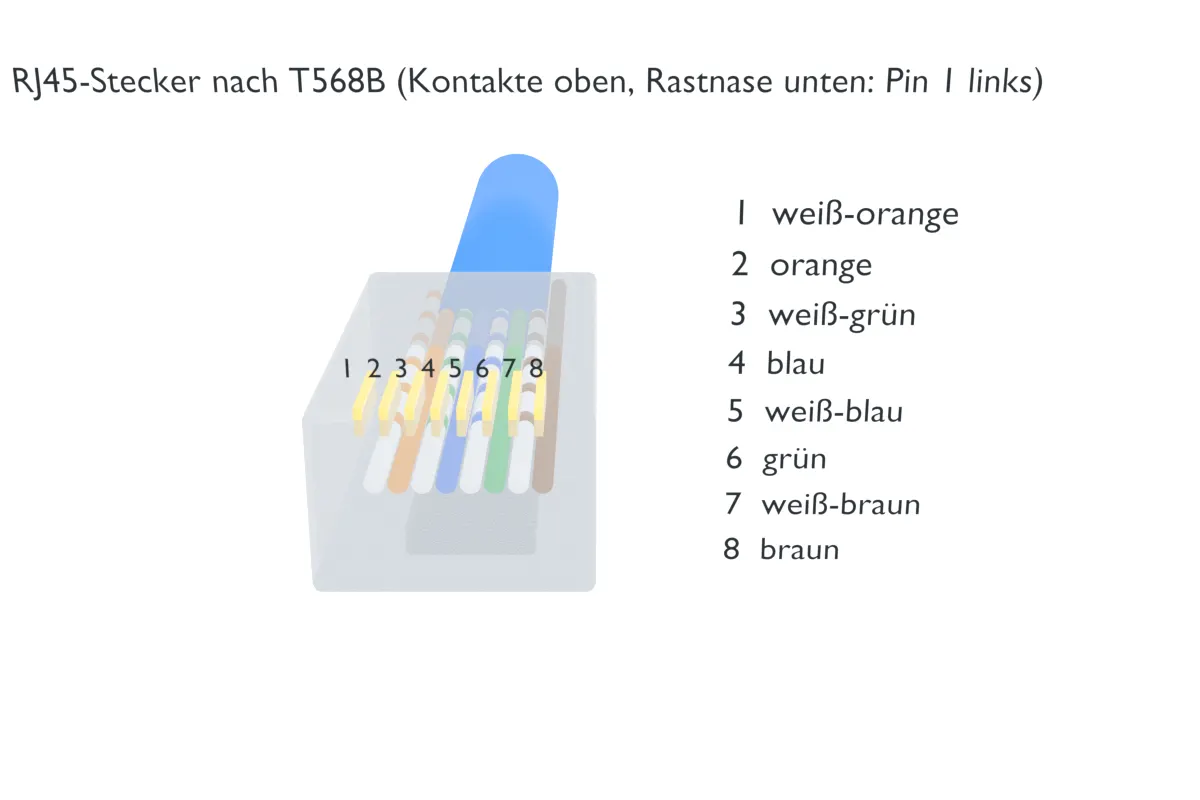 RJ45-Stecker nach T568B (Kontakte oben, Rastnase unten: Pin 1 links)
1 2 3 4 5 6 7 8
1 weiß-orange
2 orange
3 weiß-grün
4 blau
5 weiß-blau
6 grün
7 weiß-braun
8 braun